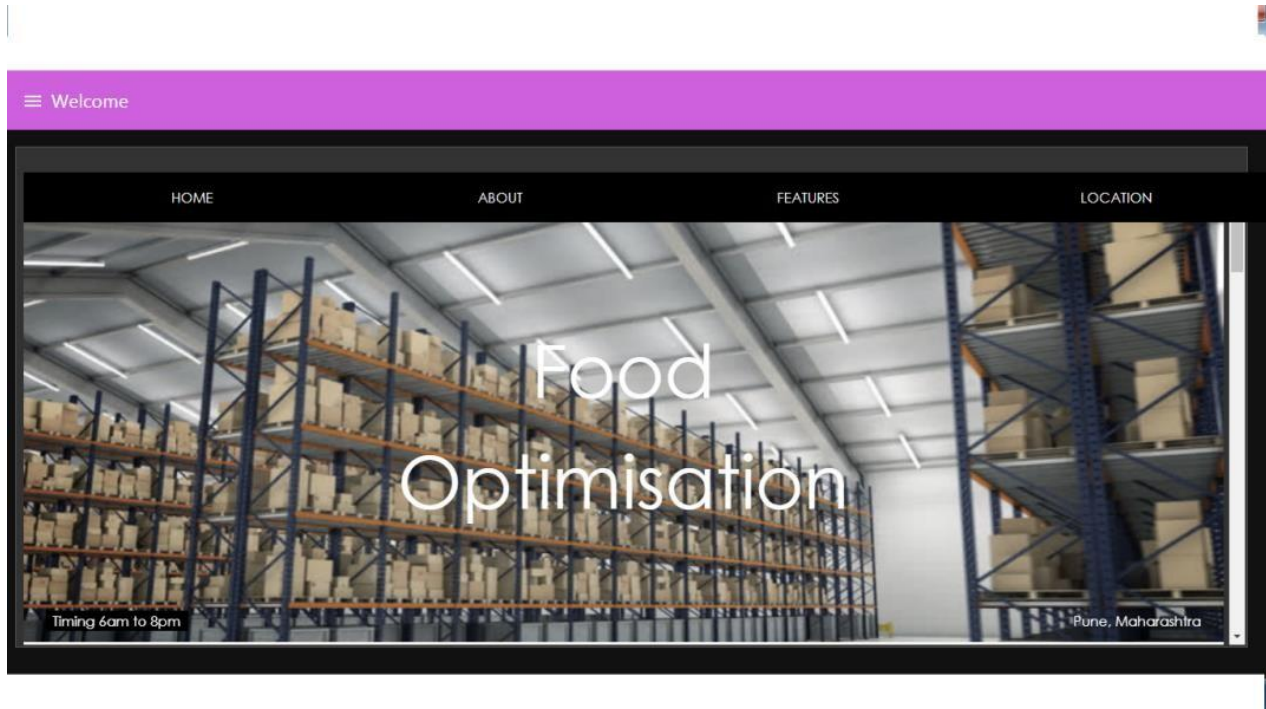 Welcome
HOME ABOUT FEATURES LOCATION
Food
Optimisation
Timing 6am to 8pm
Pune, Maharashtra